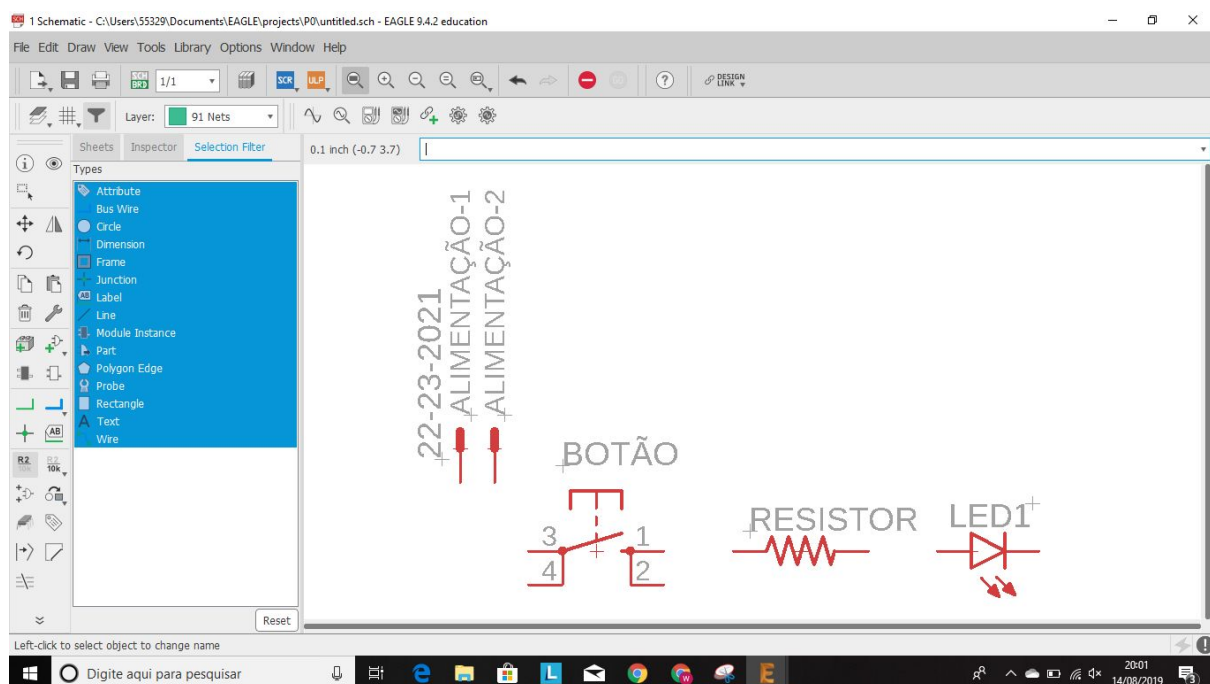 1 Schematic - C:\Users\55329\Documents\EAGLE\projects\P0\untitled.sch - EAGLE 9.4.2 education
File Edit Draw View Tools Library Options Window Help
SCH
BRD
1/1
SCR
ULP
DESIGN
LINK
Layer: 91 Nets
Sheets Inspector Selection Filter
0.1 inch (-0.7 3.7)
Types
Attribute
Bus Wire
Circle
Dimension
Frame
Junction
Label
Line
Module Instance
Part
Polygon Edge
Probe
Rectangle
Text
Wire
Reset
R2
10k
R2
10k
22-23-2021
ALIMENTAÇÃO-1
ALIMENTAÇÃO-2
BOTÃO
3 1
4 2
RESISTOR
LED1
Left-click to select object to change name
Digite aqui para pesquisar
20:01
14/08/2019